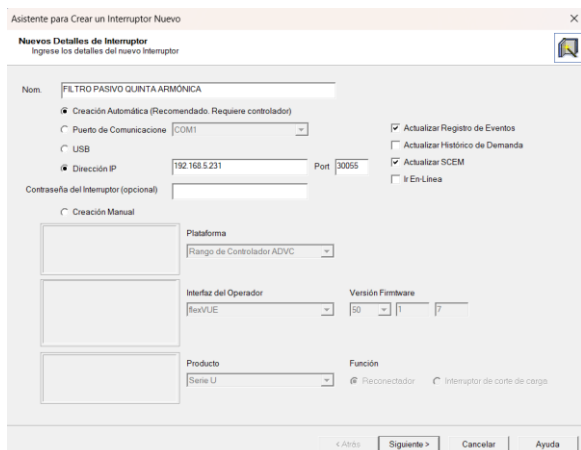 Asistente para Crear un Interruptor Nuevo
Nuevos Detalles de Interruptor
Ingrese los detalles del nuevo Interruptor
Nom. FILTRO PASIVO QUINTA ARMÓNICA
Creación Automática (Recomendado. Requiere controlador)
Puerto de Comunicacione COM1
Actualizar Registro de Eventos
USB
Actualizar Histórico de Demanda
Dirección IP 192.168.5.231 Port 30055
Actualizar SCEM
Ir En-Línea
Contraseña del Interruptor (opcional)
Creación Manual
Plataforma
Rango de Controlador ADVC
Interfaz del Operador Versión Firmtware
flexVUE 50 1 7
Producto Función
Serie U Reconectador Interruptor de corte de carga
< Atrás Siguiente > Cancelar Ayuda